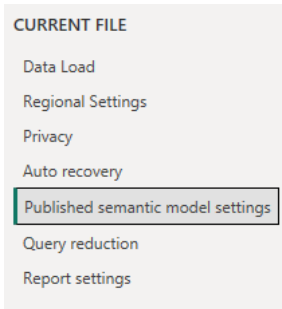 CURRENT FILE
Data Load
Regional Settings
Privacy
Auto recovery
Published semantic model settings
Query reduction
Report settings